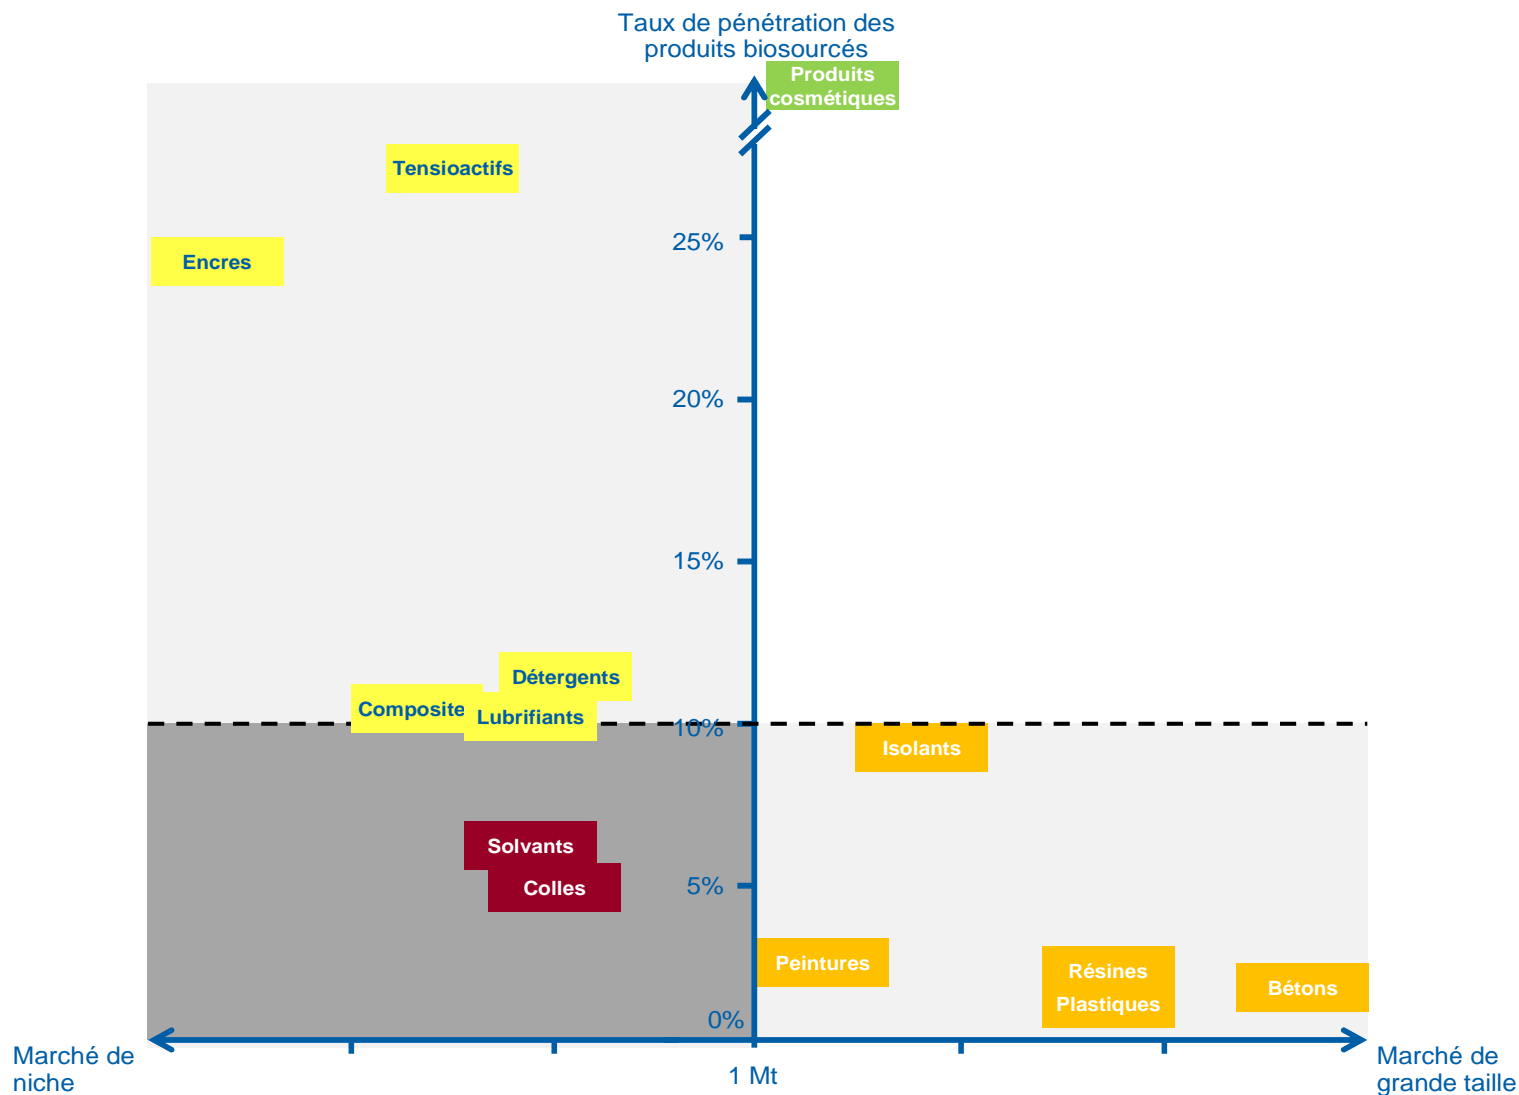 Taux de pénétration des
produits biosourcés
Produits
cosmétiques
Tensioactifs
25%
Encres
20%
15%
Détergents
Composite
Lubrifiants
10%
Isolants
Solvants
5%
Colles
Peintures
Résines
Plastiques
Bétons
0%
Marché de
niche
1 Mt
Marché de
grande taille